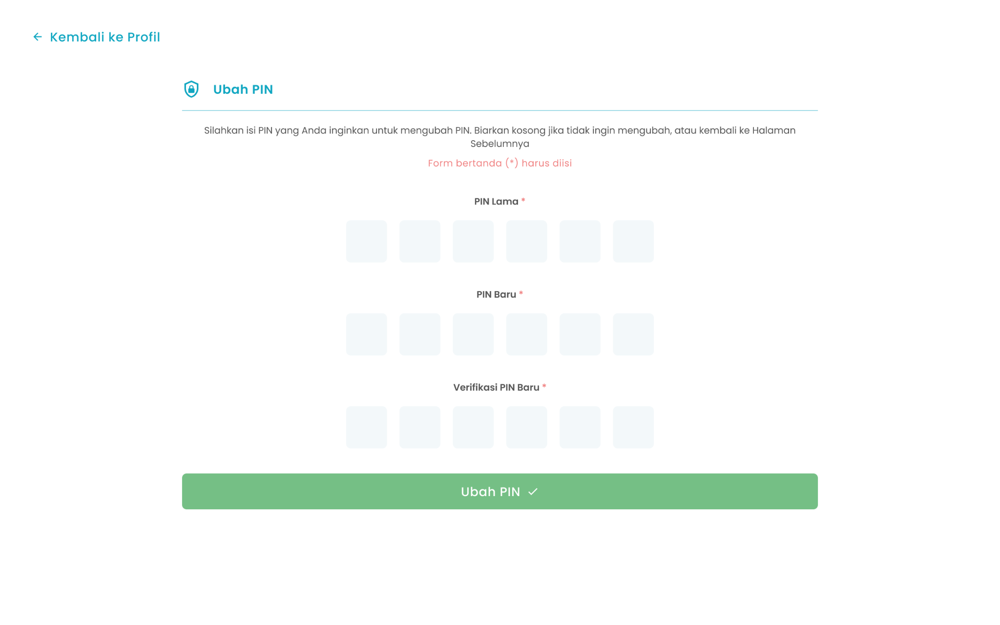 Kembali ke Profil
Ubah PIN
Silahkan isi PIN yang Anda inginkan untuk mengubah PIN. Biarkan kosong jika tidak ingin mengubah, atau kembali ke Halaman
Sebelumnya
Form bertanda (*) harus diisi
PIN Lama *
PIN Baru *
Verifikasi PIN Baru *
Ubah PIN